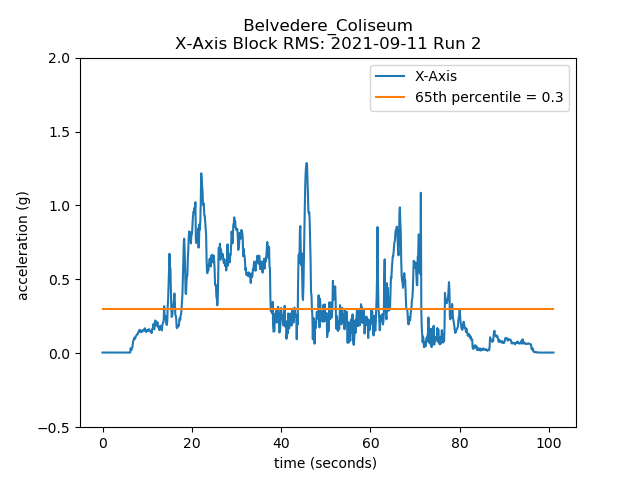 Belvedere_Coliseum
X-Axis Block RMS: 2021-09-11 Run 2
X-Axis
65th percentile = 0.3
2.0
1.5
1.0
0.5
0.0
−0.5
acceleration (g)
0 20 40 60 80 100
time (seconds)